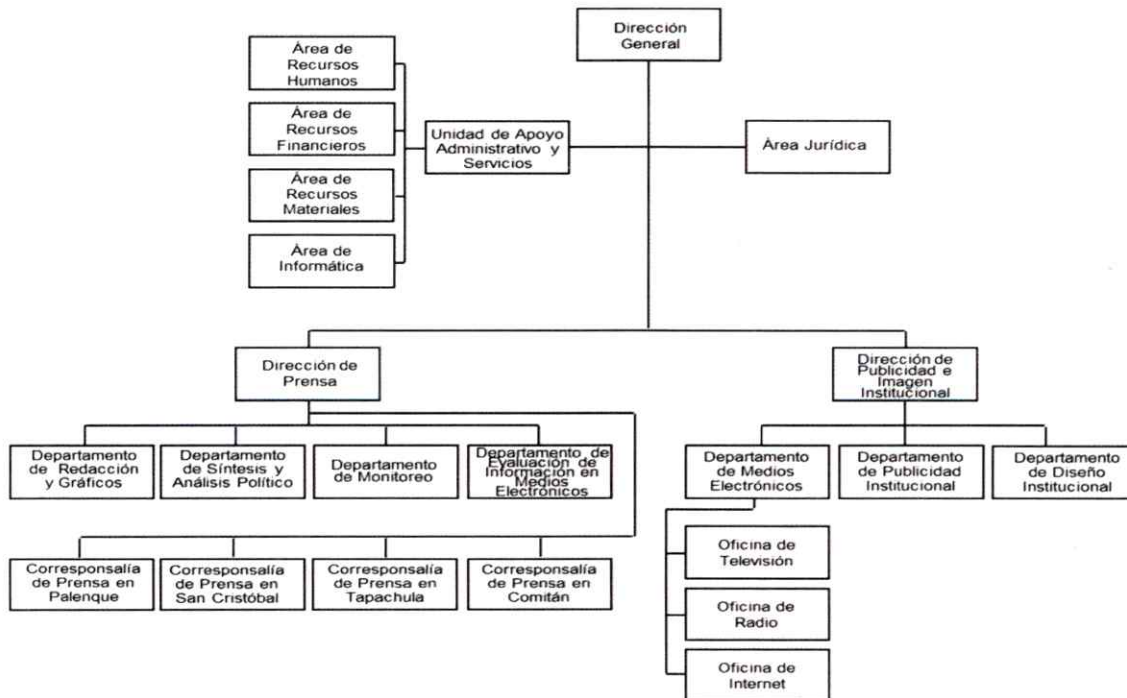 Dirección
General
Área de
Recursos
Humanos
Área de
Recursos
Financieros
Área de
Recursos
Materiales
Área de
Informática
Unidad de Apoyo
Administrativo y
Servicios
Área Jurídica
Dirección de
Prensa
Dirección de
Publicidad e
Imagen
Institucional
Departamento
de Redacción
y Gráficos
Departamento
de Síntesis y
Análisis Político
Departamento
de Monitoreo
Departamento de
Evaluación de
Información en
Medios
Electrónicos
Departamento
de Medios
Electrónicos
Departamento
de Publicidad
Institucional
Departamento
de Diseño
Institucional
Corresponsalía
de Prensa en
Palenque
Corresponsalía
de Prensa en
San Cristóbal
Corresponsalía
de Prensa en
Tapachula
Corresponsalía
de Prensa en
Comitán
Oficina de
Televisión
Oficina de
Radio
Oficina de
Internet